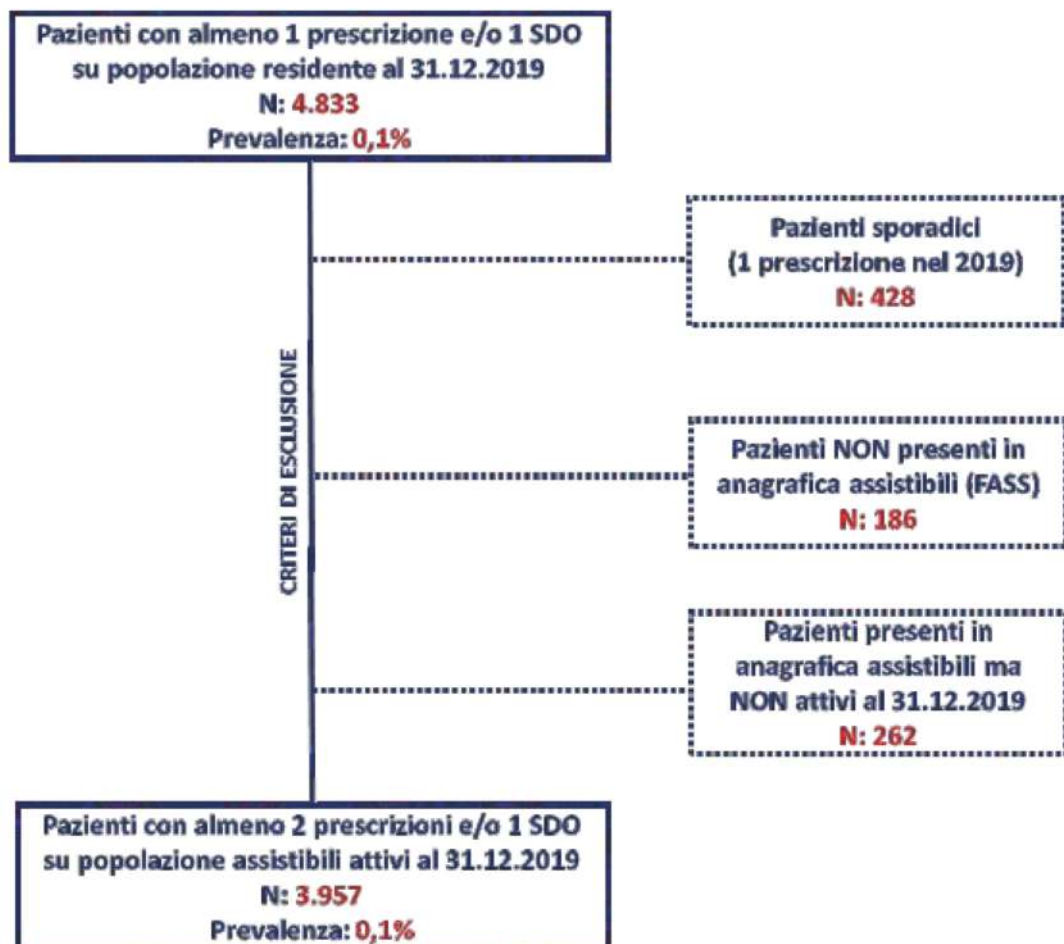 Pazienti con almeno 1 prescrizione e/o 1 SDO
su popolazione residente al 31.12.2019
N: 4.833
Prevalenza: 0,1%
Pazienti sporadici
(1 prescrizione nel 2019)
N: 428
CRITERI DI ESCLUSIONE
Pazienti NON presenti in
anagrafica assistibili (FASS)
N: 186
Pazienti presenti in
anagrafica assistibili ma
NON attivi al 31.12.2019
N: 262
Pazienti con almeno 2 prescrizioni e/o 1 SDO
su popolazione assistibili attivi al 31.12.2019
N: 3.957
Prevalenza: 0,1%